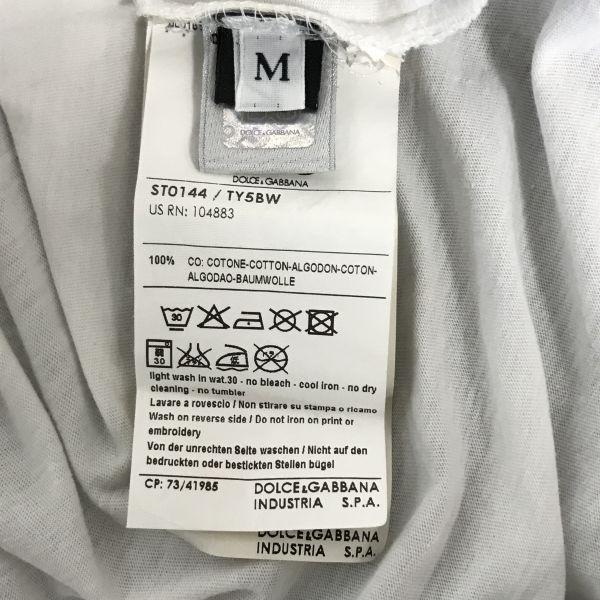 M
DOLCE&GABBANA
DOLCE&GABBANA
ST0144 / TY5BW
US RN: 104883
100% CO: COTONE-COTTON-ALGODON-COTON-
ALGODAO-BAUMWOLLE
30
30
light wash in wat.30 - no bleach - cool iron - no dry
cleaning - no tumbler
Lavare a rovescio / Non stirare su stampa o ricamo
Wash on reverse side / Do not iron on print or
embroidery
Von der unrechten Seite waschen / Nicht auf den
bedruckten oder bestickten Stellen bügel
CP: 73/41985 DOLCE&GABBANA
INDUSTRIA S.P.A.
DOLCE&GABBANA
INDUSTRIA S.P.A.